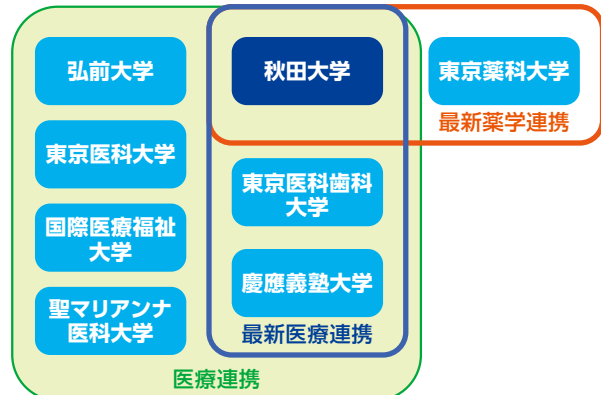 弘前大学
秋田大学
東京薬科大学
最新薬学連携
東京医科大学
東京医科歯科
大学
国際医療福祉
大学
慶應義塾大学
聖マリアンナ
医科大学
最新医療連携
医療連携